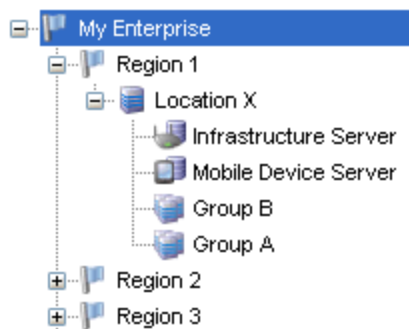 My Enterprise
Region 1
Location X
Infrastructure Server
Mobile Device Server
Group B
Group A
Region 2
Region 3